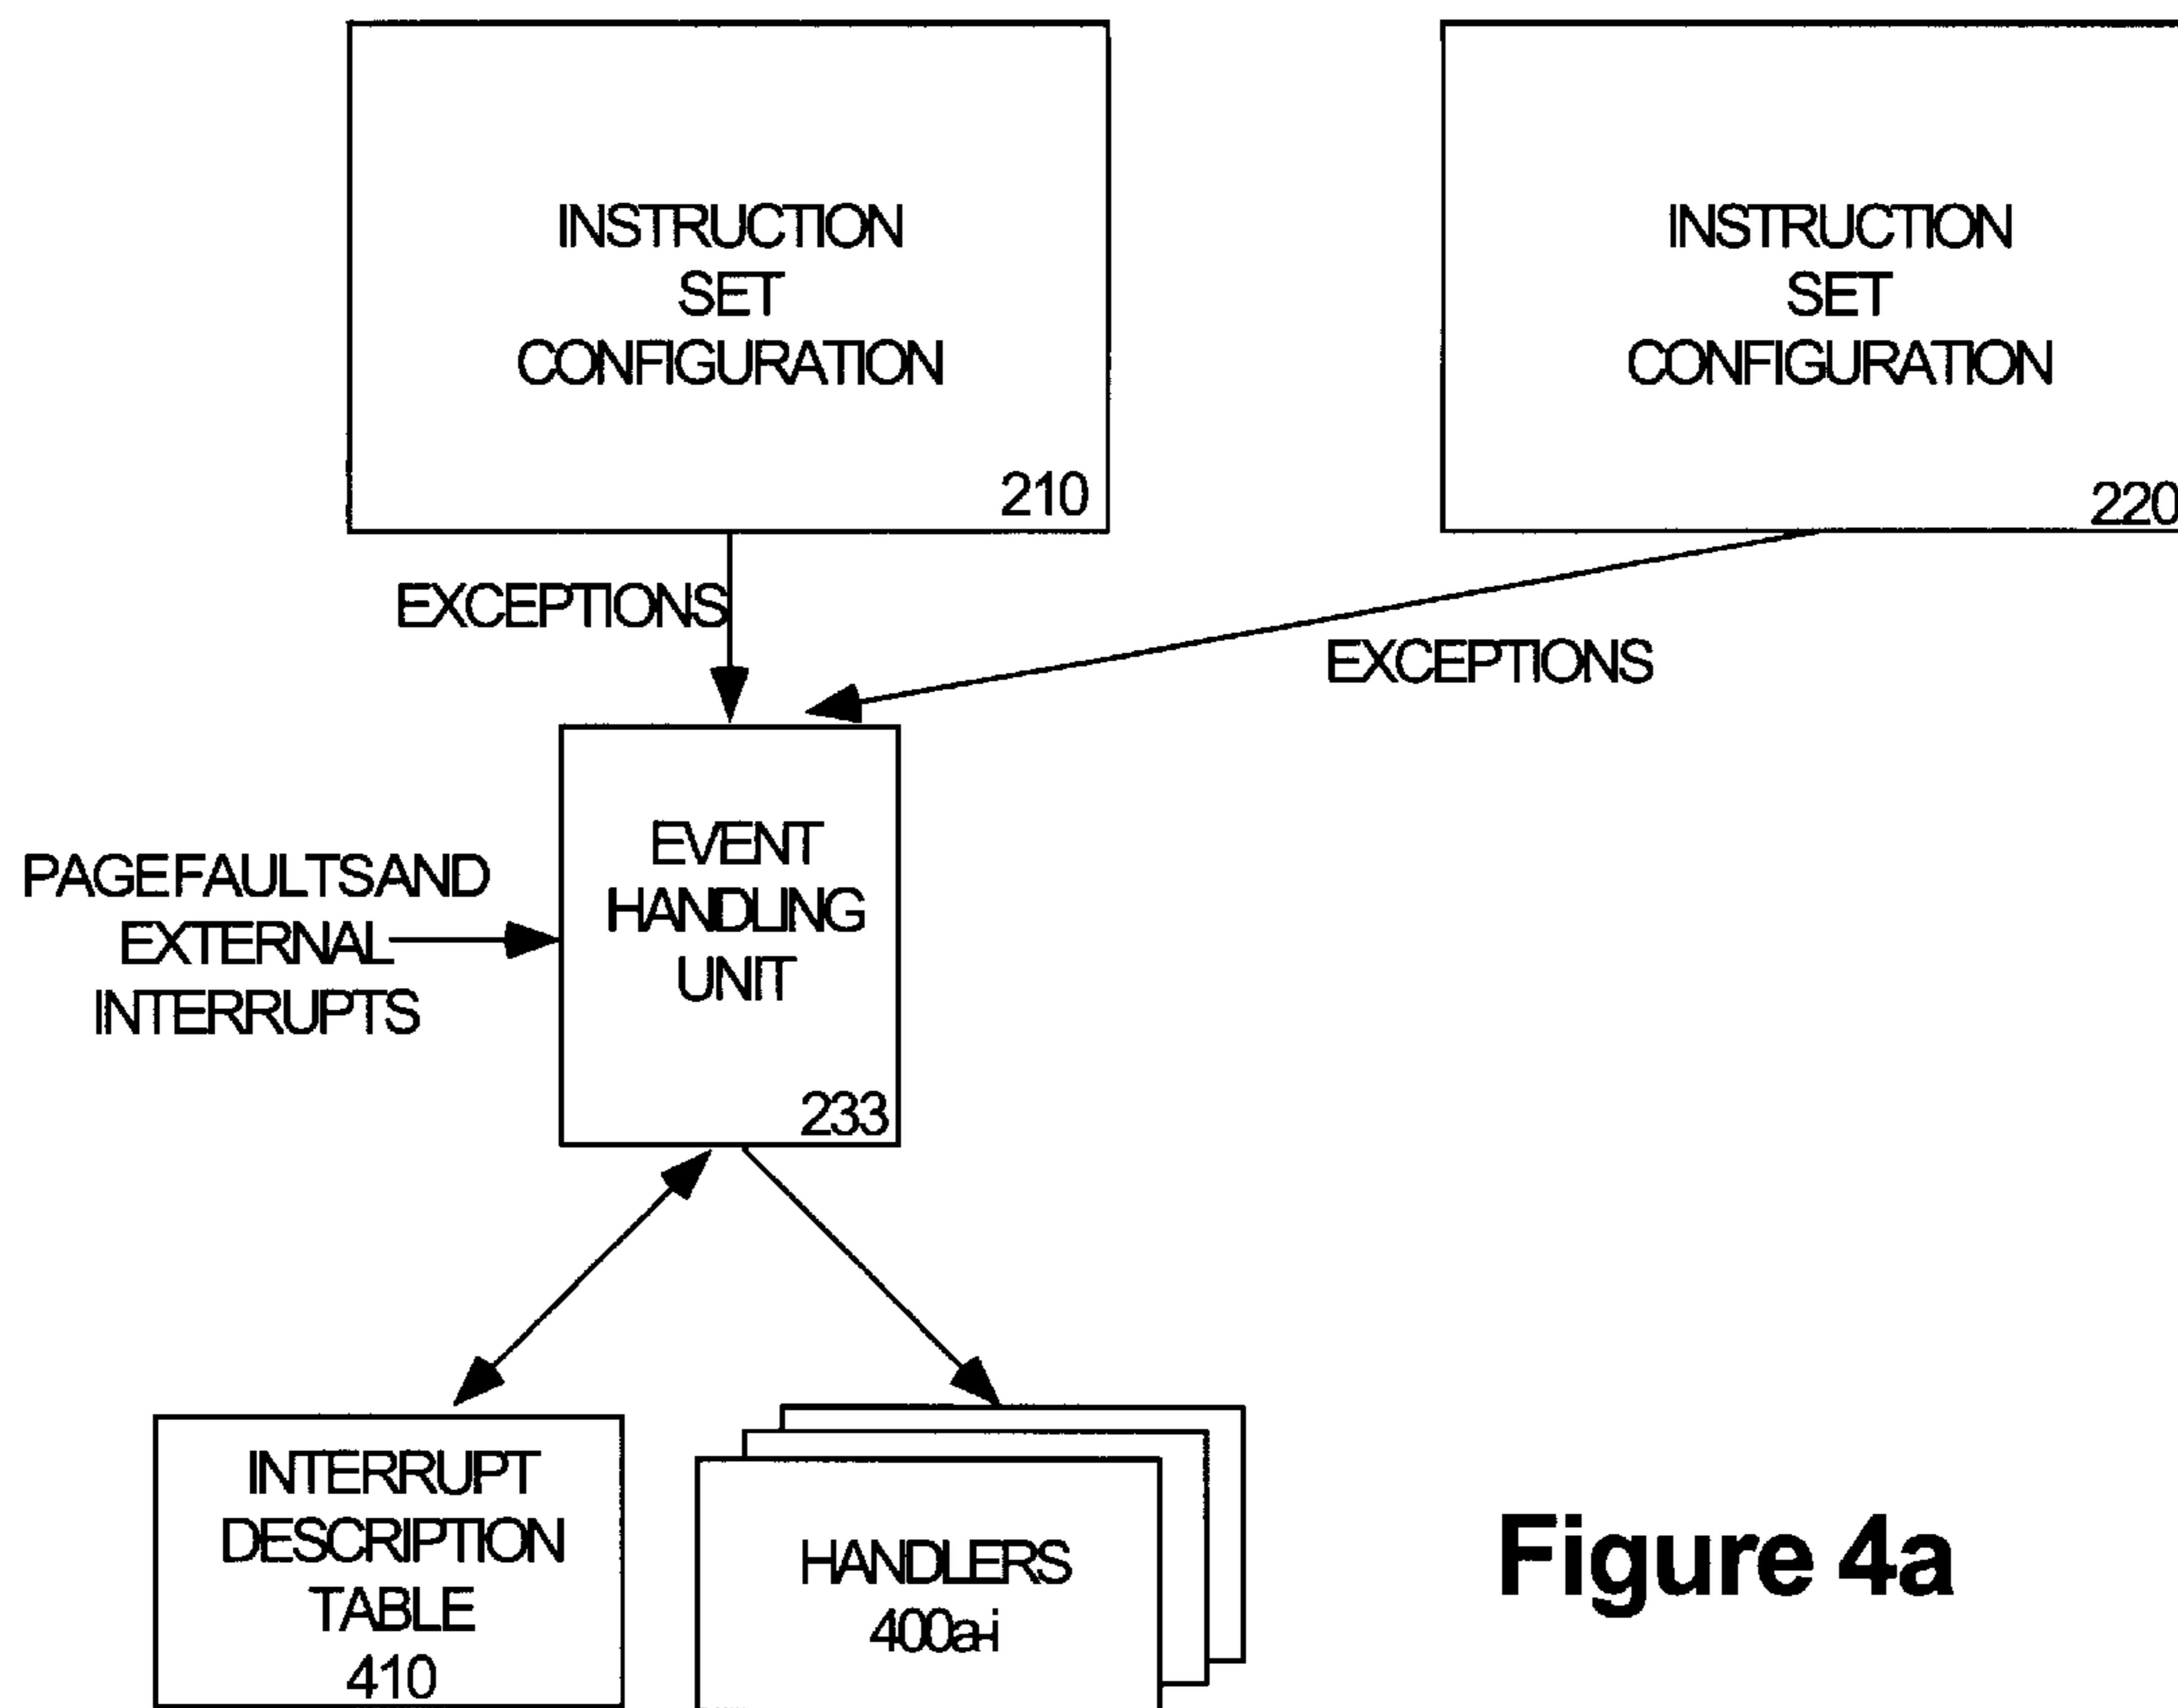 INSTRUCTION
SET
CONFIGURATION
210
INSTRUCTION
SET
CONFIGURATION
220
EXCEPTIONS
EXCEPTIONS
PAGE FAULTS AND
EXTERNAL
INTERRUPTS
EVENT
HANDLING
UNIT
233
INTERRUPT
DESCRIPTION
TABLE
410
HANDLERS
400a-i
Figure 4a